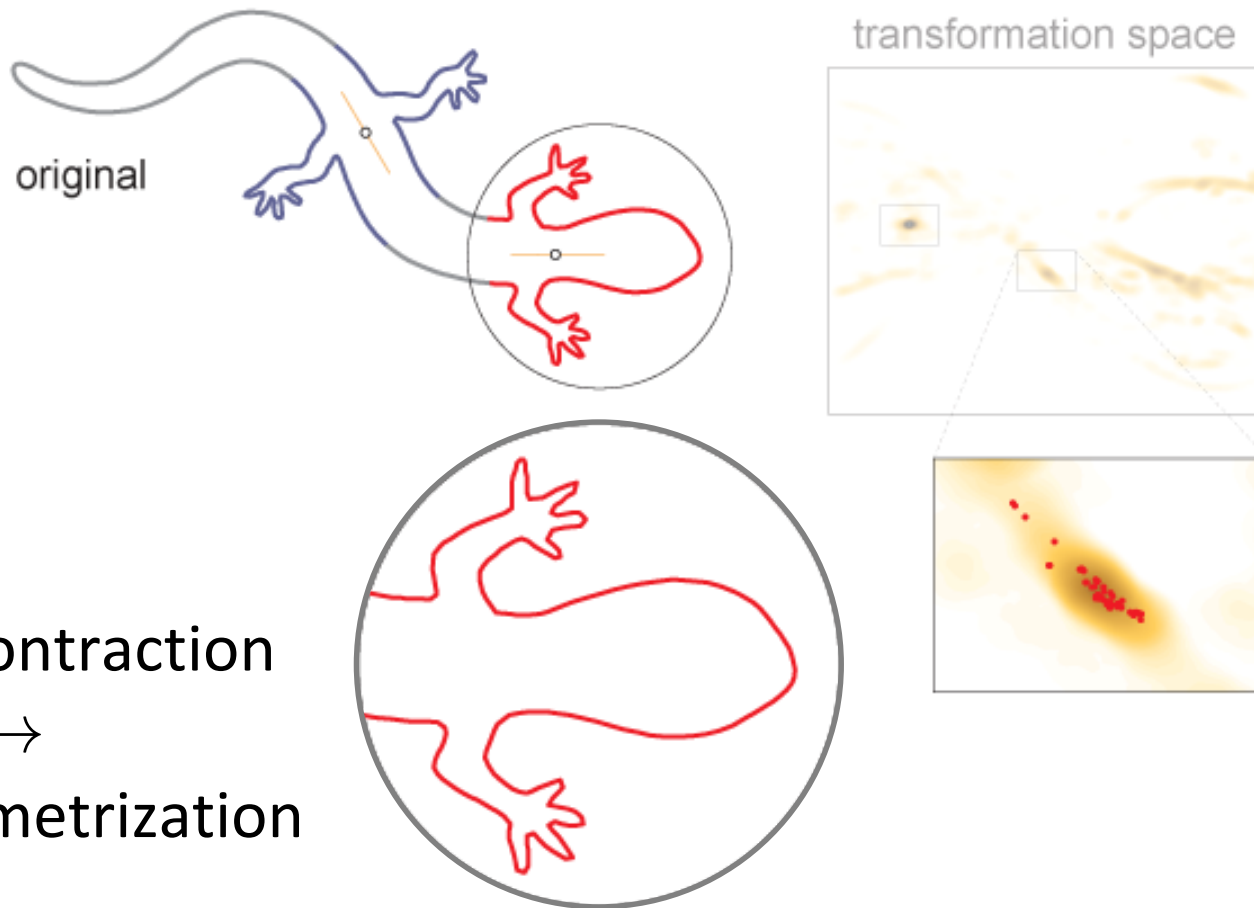 transformation space
original
ontraction
→
metrization